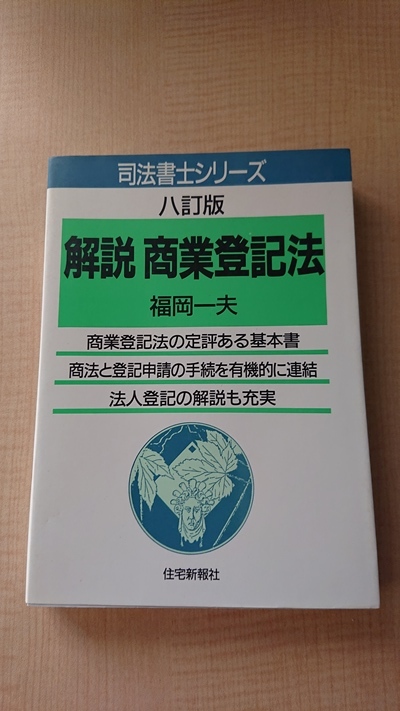 司法書士シリーズ
八訂版
解説 商業登記法
福岡一夫
商業登記法の定評ある基本書
商法と登記申請の手続を有機的に連結
法人登記の解説も充実
住宅新報社